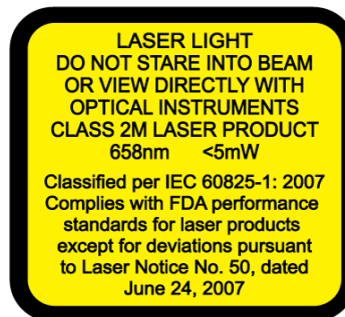 LASER LIGHT
DO NOT STARE INTO BEAM
OR VIEW DIRECTLY WITH
OPTICAL INSTRUMENTS
CLASS 2M LASER PRODUCT
658nm <5mW
Classified per IEC 60825-1: 2007
Complies with FDA performance
standards for laser products
except for deviations pursuant
to Laser Notice No. 50, dated
June 24, 2007